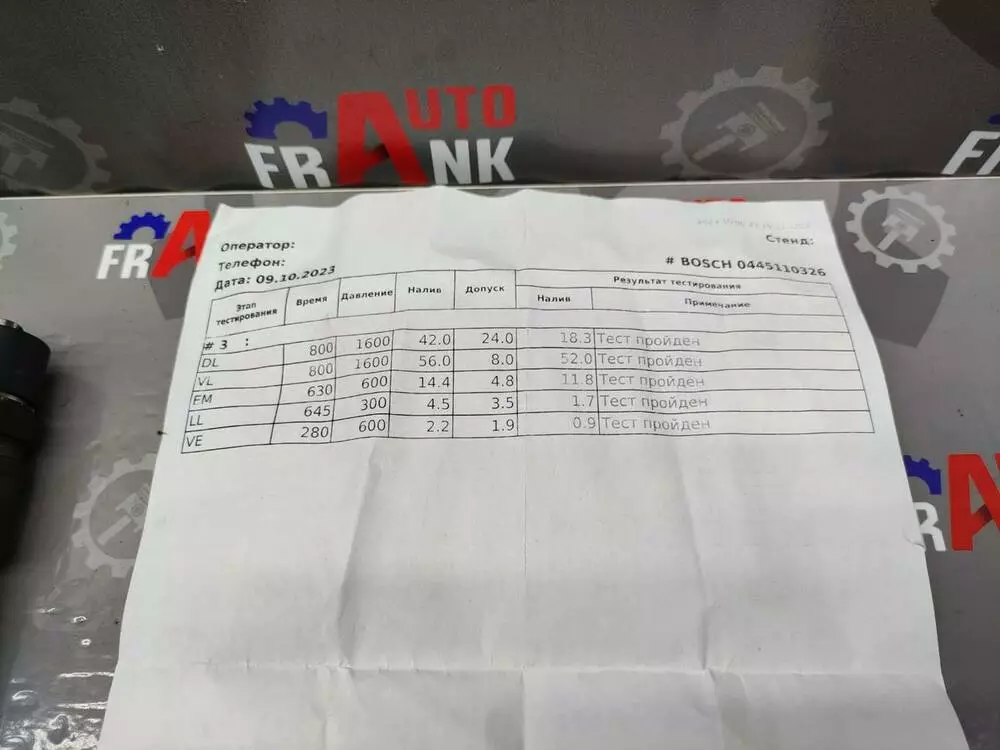 AUTO
FRANK
FR
FRA
Оператор:
Стенд:
Телефон:
Дата: 09.10.2023
# BOSCH 0445110326
Этап тестирования Время Давление Налив Допуск Результат тестирования
Налив Примечание
# 3 :
DL 800 1600 42.0 24.0 18.3 Тест пройден
VL 800 1600 56.0 8.0 52.0 Тест пройден
EM 630 600 14.4 4.8 11.8 Тест пройден
LL 645 300 4.5 3.5 1.7 Тест пройден
VE 280 600 2.2 1.9 0.9 Тест пройден
RA